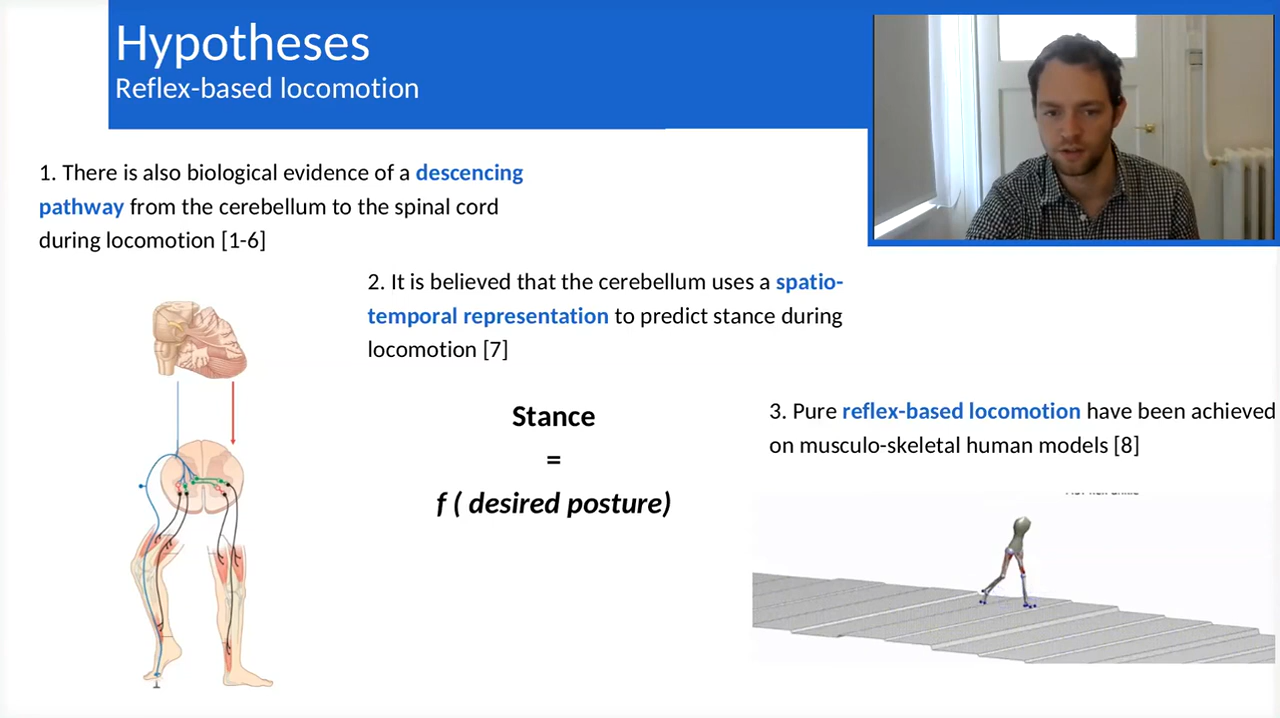 Hypotheses
Reflex-based locomotion
1. There is also biological evidence of a descencing
pathway from the cerebellum to the spinal cord
during locomotion [1-6]
2. It is believed that the cerebellum uses a spatio-
temporal representation to predict stance during
locomotion [7]
Stance
=
f ( desired posture)
3. Pure reflex-based locomotion have been achieved
on musculo-skeletal human models [8]